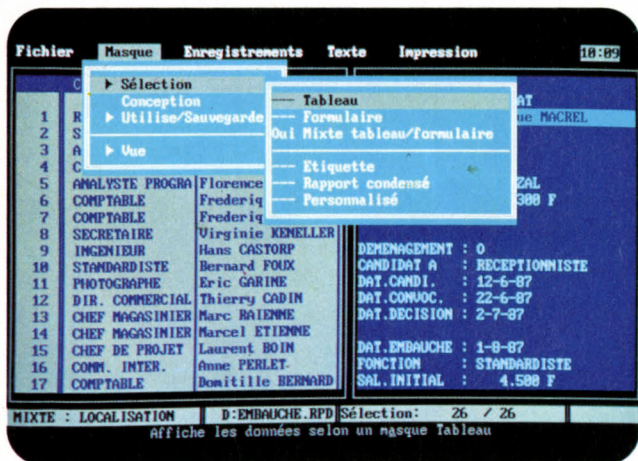 Fichier Masque Enregistrements Texte Impression 18:09
C
▶ Sélection
Conception
▶ Utilise/Sauvegarde
▶ Vue
--- Tableau
--- Formulaire
Oui Mixte tableau/formulaire
--- Etiquette
--- Rapport condensé
--- Personnalisé
AT
1 R ue MACREL
2 S
3 A
4 C
5 ANALYSTE PROGRA Florence ZAL
6 COMPTABLE Frederiq 300 F
7 COMPTABLE Frederiq
8 SECRETAIRE Virginie KEMELLER
9 INGENIEUR Hans CASTORP DEMENAGEMENT : O
10 STANDARDISTE Bernard FOUX CANDIDAT A : RECEPTIONNISTE
11 PHOTOGRAPHE Eric GARINE DAT.CANDI. : 12-6-87
12 DIR. COMMERCIAL Thierry CADIN DAT.CONVOC. : 22-6-87
13 CHEF MAGASINIER Marc RAIENNE DAT.DECISION : 2-7-87
14 CHEF MAGASINIER Marcel ETIENNE
15 CHEF DE PROJET Laurent BOIN DAT.EMBAUCHE : 1-8-87
16 COMM. INTER. Anne PERLET FONCTION : STANDARDISTE
17 COMPTABLE Domitille BERNARD SAL.INITIAL : 4.500 F
MIXTE : LOCALISATION D:EMBAUCHE.RPD Sélection: 26 / 26
Affiche les données selon un masque Tableau